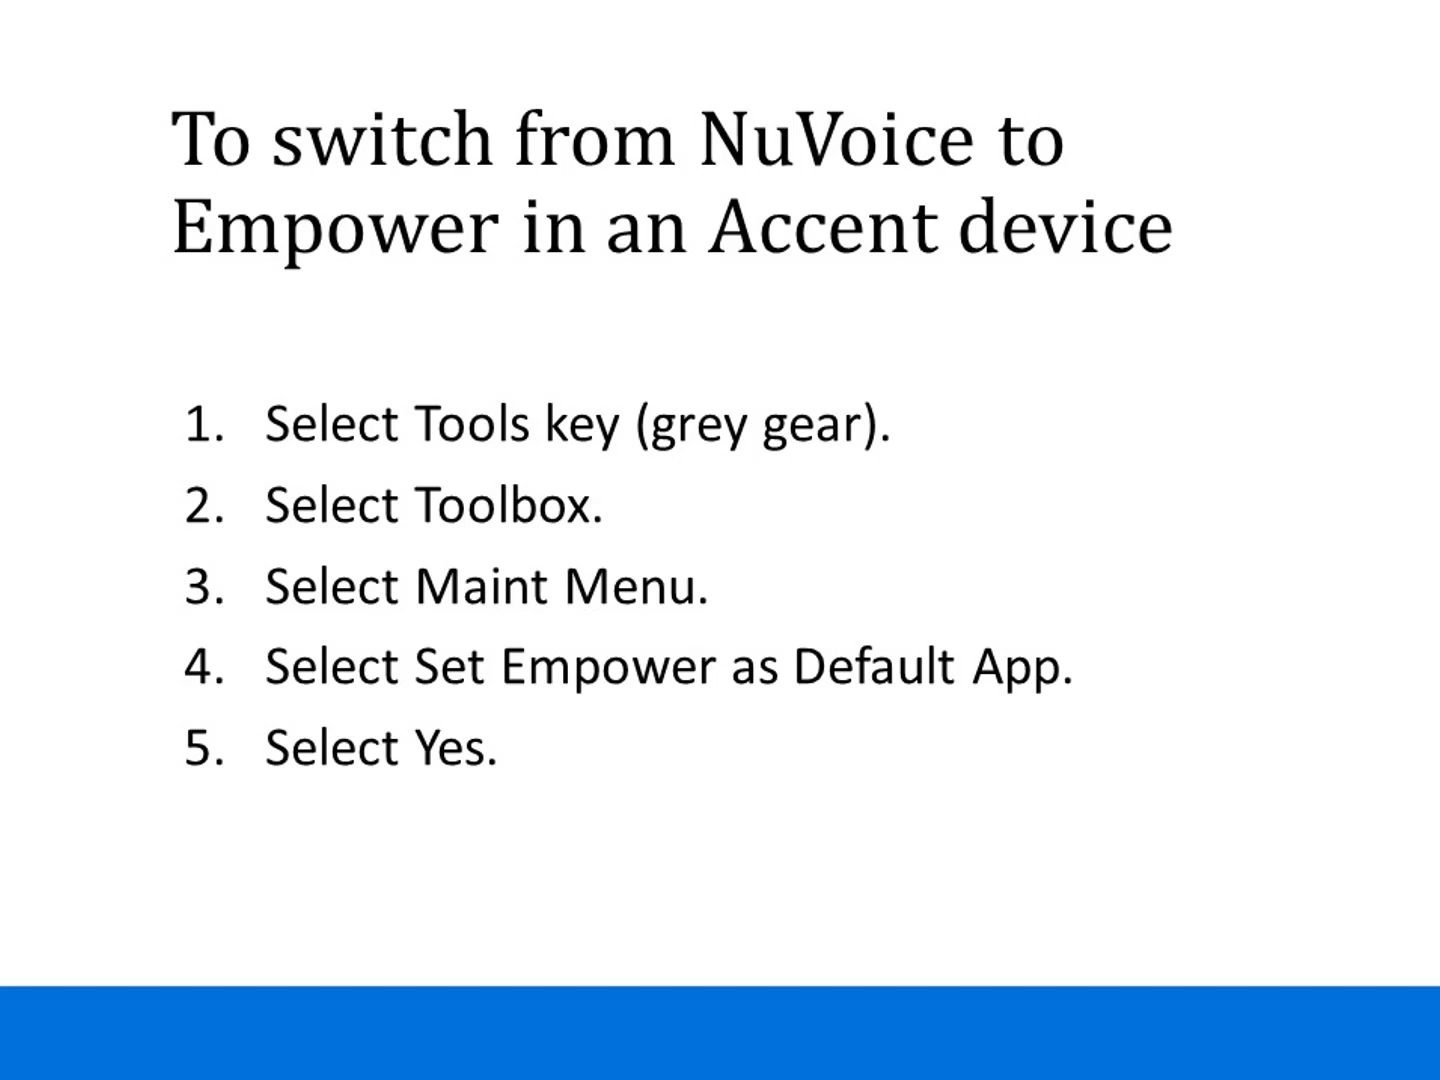 To switch from NuVoice to
Empower in an Accent device
1. Select Tools key (grey gear).
2. Select Toolbox.
3. Select Maint Menu.
4. Select Set Empower as Default App.
5. Select Yes.